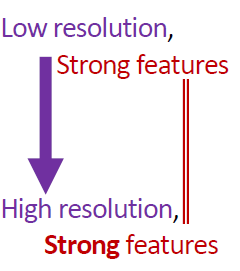 Low resolution,
Strong features
High resolution,
Strong features